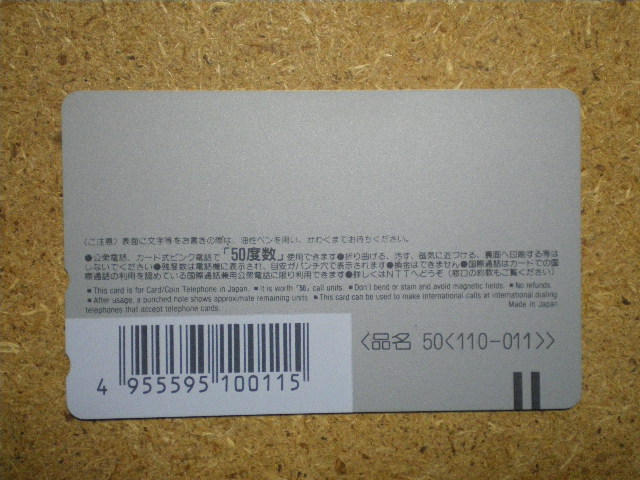 〈ご注意〉表面に文字等をお書きの際は、油性ペンを用い、かわくまでお待ちください。
●公衆電話、カード式ピンク電話で「50度数」使用できます●折り曲げる、汚す、磁気に近づける、裏面へ印刷する等は
しないでください●残度数は電話機に表示され、目安がパンチ穴で表示されます●換金はできません●国際通話はカードでの国
際通話の利用を認めている国際通話兼用公衆電話に限り利用できます●詳しくはNTTへどうぞ（窓口の約款もご覧ください）
■This card is for Card/Coin Telephone in Japan. ■It is worth「50」call units. ■Don't bend or stain and avoid magnetic fields. ■No refunds.
■After usage, a punched hole shows approximate remaining units. ■This card can be used to make international calls at international dialing
telephones that accept telephone cards.
Made in Japan
〈品名 50〈110-011〉〉
4 955595 100115